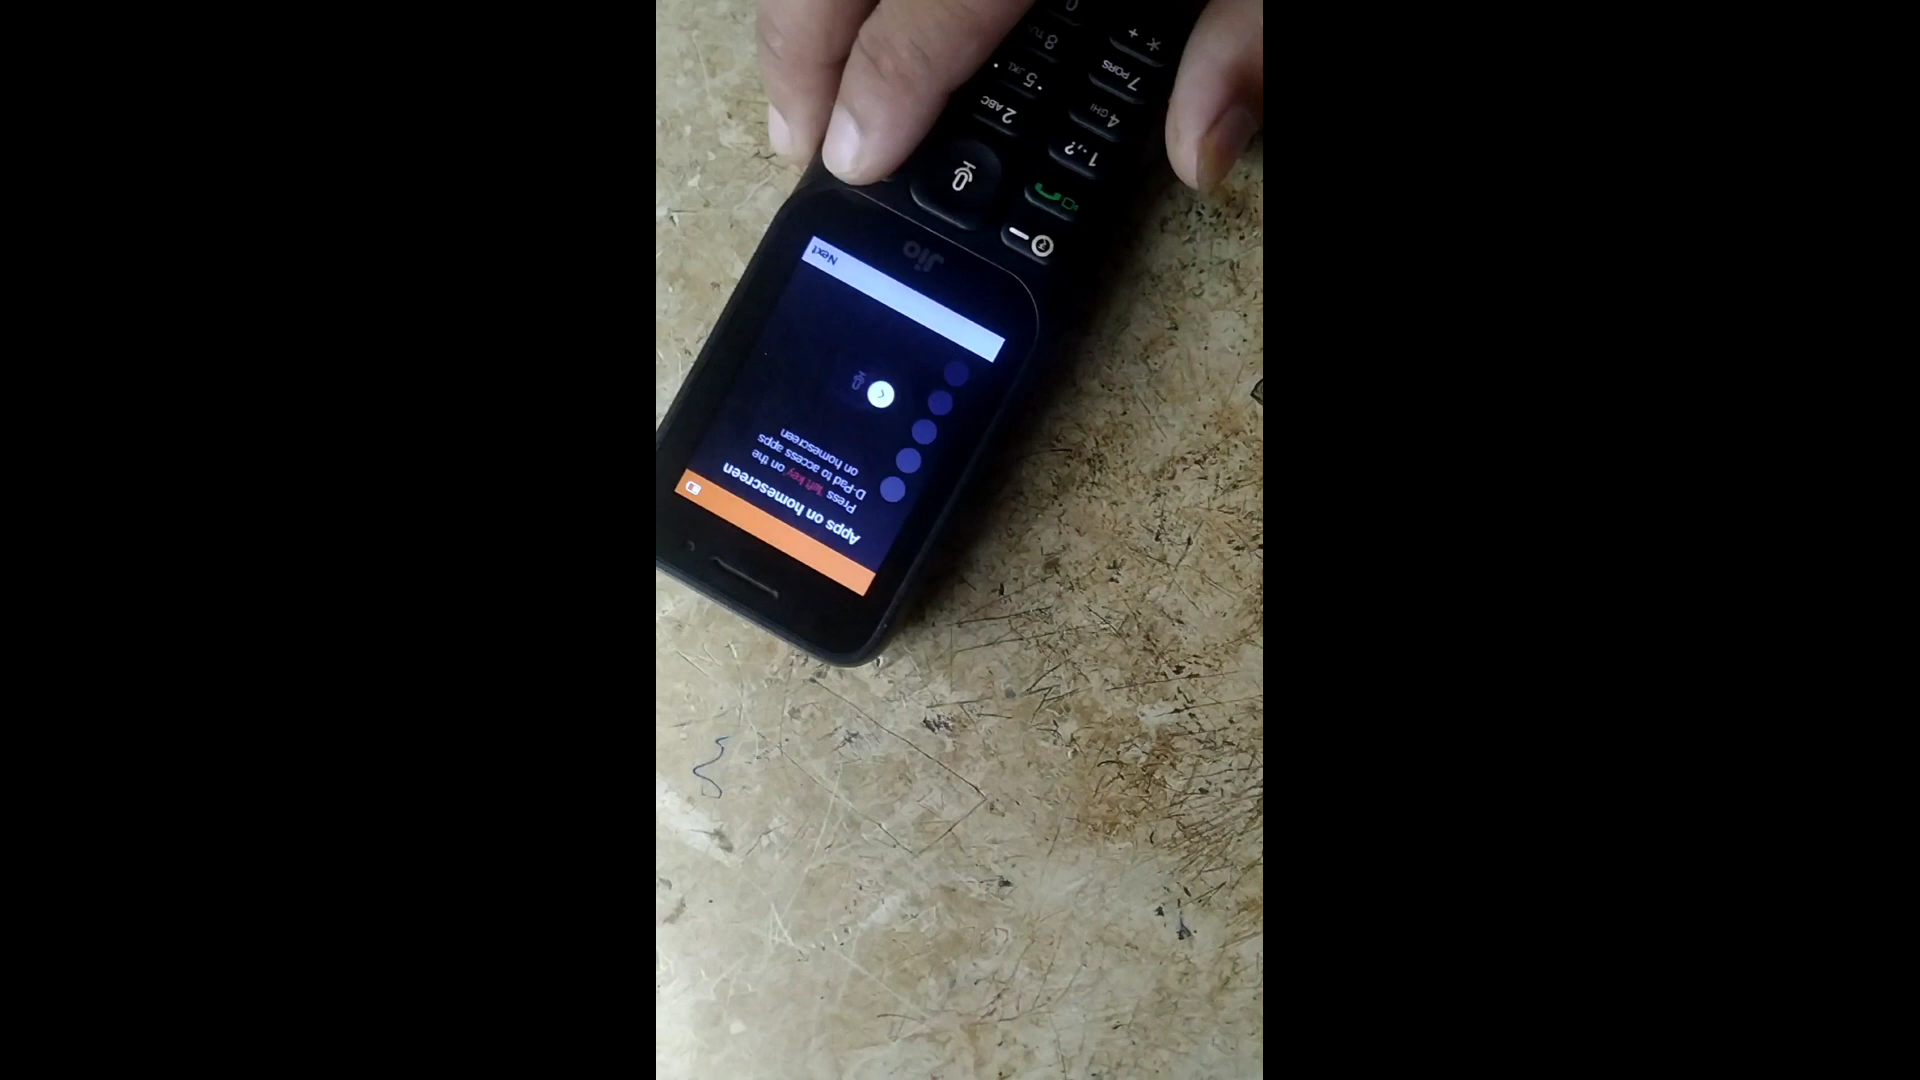 Apps on homescreen
Press left key on the
D-Pad to access apps
on homescreen
Next
Jio
1 .,?
2 ABC
4 GHI
5 JKL
7 PQRS
8
* +
0